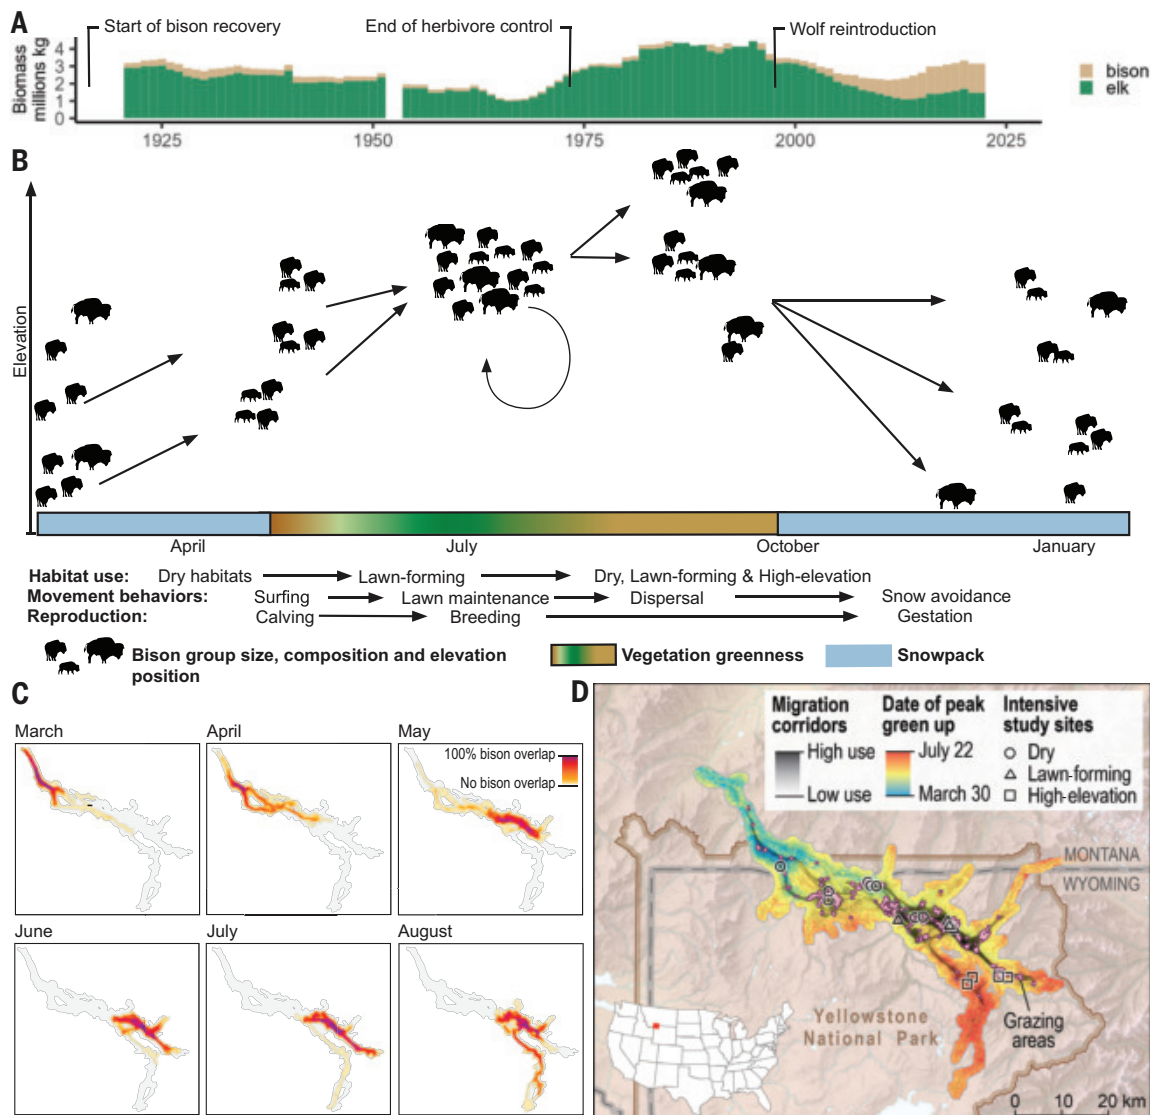 A
Start of bison recovery
End of herbivore control
Wolf reintroduction
Biomass
millions kg
4
3
2
1
0
1925
1950
1975
2000
2025
bison
elk
B
Elevation
April
July
October
January
Habitat use: Dry habitats Lawn-forming Dry, Lawn-forming & High-elevation
Movement behaviors: Surfing Lawn maintenance Dispersal Snow avoidance
Reproduction: Calving Breeding Gestation
Bison group size, composition and elevation
position
Vegetation greenness
Snowpack
C
March
April
May
100% bison overlap
No bison overlap
June
July
August
D
Migration
corridors
High use
Low use
Date of peak
green up
July 22
March 30
Intensive
study sites
Dry
Lawn-forming
High-elevation
MONTANA
WYOMING
Yellowstone
National Park
Grazing
areas
0 10 20 km